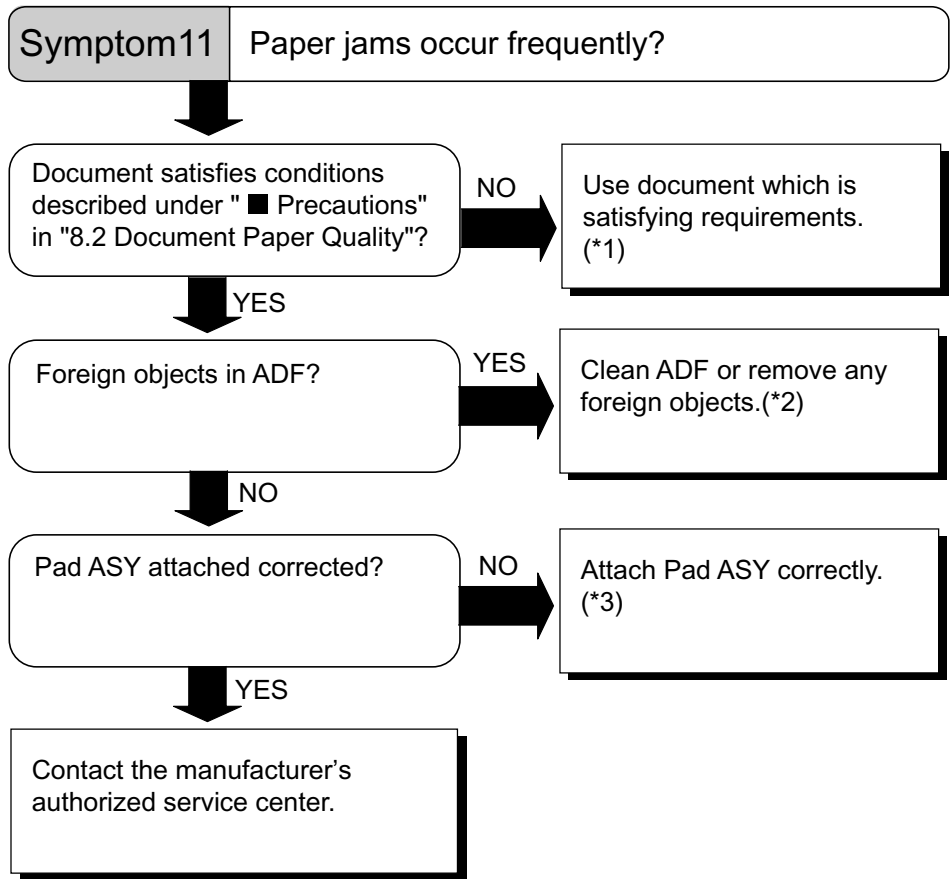 Symptom11
Paper jams occur frequently?
Document satisfies conditions
described under " ■ Precautions"
in "8.2 Document Paper Quality"?
NO
Use document which is
satisfying requirements.
(*1)
YES
Foreign objects in ADF?
YES
Clean ADF or remove any
foreign objects.(*2)
NO
Pad ASY attached corrected?
NO
Attach Pad ASY correctly.
(*3)
YES
Contact the manufacturer’s
authorized service center.